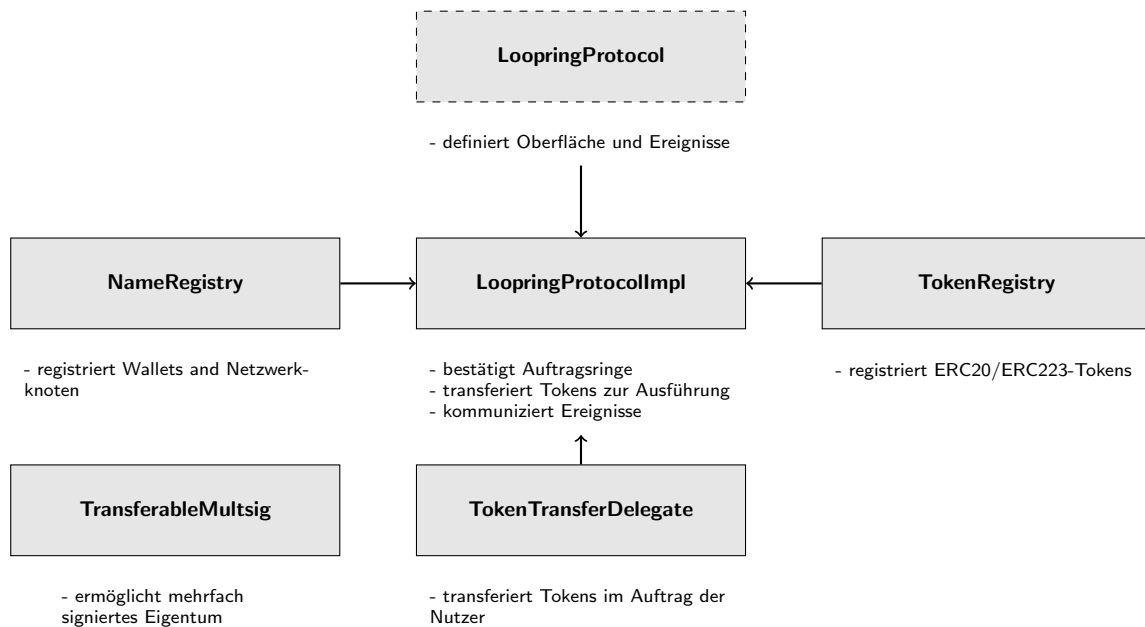 LoopringProtocol
- definiert Oberfläche und Ereignisse
NameRegistry
LoopringProtocolImpl
TokenRegistry
- registriert Wallets and Netzwerk-
knoten
- bestätigt Auftragsringe
- transferiert Tokens zur Ausführung
- kommuniziert Ereignisse
- registriert ERC20/ERC223-Tokens
TransferableMultsig
TokenTransferDelegate
- ermöglicht mehrfach
signiertes Eigentum
- transferiert Tokens im Auftrag der
Nutzer